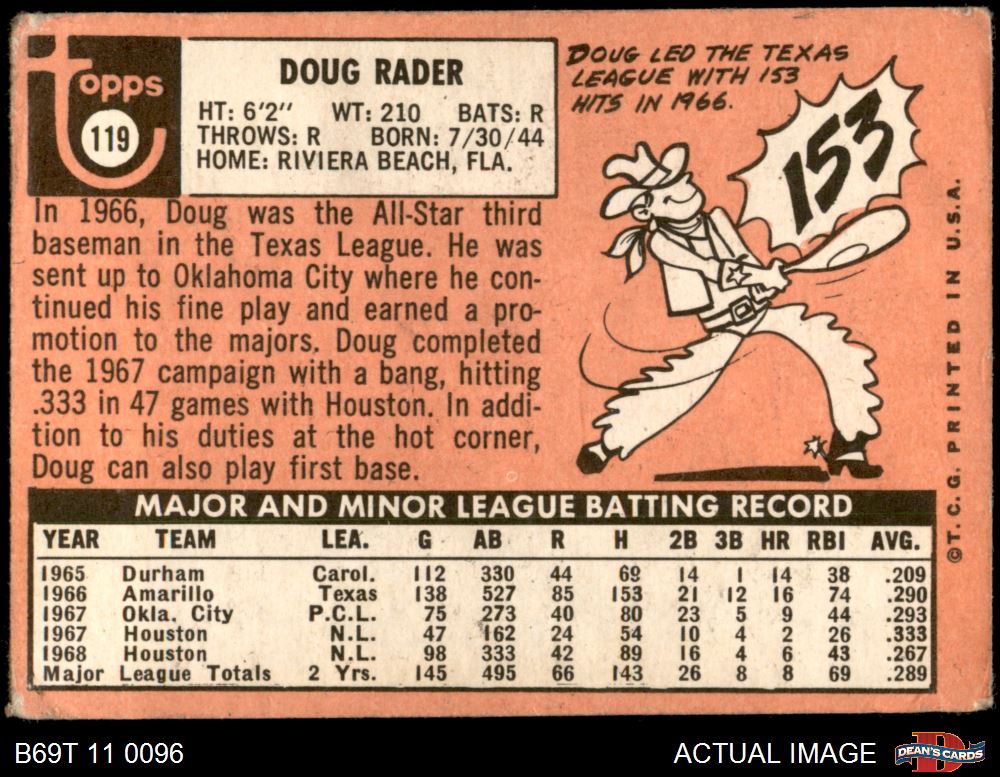 Topps
119
DOUG RADER
HT: 6'2" WT: 210 BATS: R
THROWS: R BORN: 7/30/44
HOME: RIVIERA BEACH, FLA.
In 1966, Doug was the All-Star third
baseman in the Texas League. He was
sent up to Oklahoma City where he con-
tinued his fine play and earned a pro-
motion to the majors. Doug completed
the 1967 campaign with a bang, hitting
.333 in 47 games with Houston. In addi-
tion to his duties at the hot corner,
Doug can also play first base.
DOUG LED THE TEXAS
LEAGUE WITH 153
HITS IN 1966.
153
©T. C. G. PRINTED IN U.S.A.
MAJOR AND MINOR LEAGUE BATTING RECORD
YEAR TEAM LEA. G AB R H 2B 3B HR RBI AVG.
1965 Durham Carol. 112 330 44 69 14 1 14 38 .209
1966 Amarillo Texas 138 527 85 153 21 12 16 74 .290
1967 Okla. City P.C.L. 75 273 40 80 23 5 9 44 .293
1967 Houston N.L. 47 162 24 54 10 4 2 26 .333
1968 Houston N.L. 98 333 42 89 16 4 6 43 .267
Major League Totals 2 Yrs. 145 495 66 143 26 8 8 69 .289
B69T 11 0096
ACTUAL IMAGE
D
DEAN'S CARDS